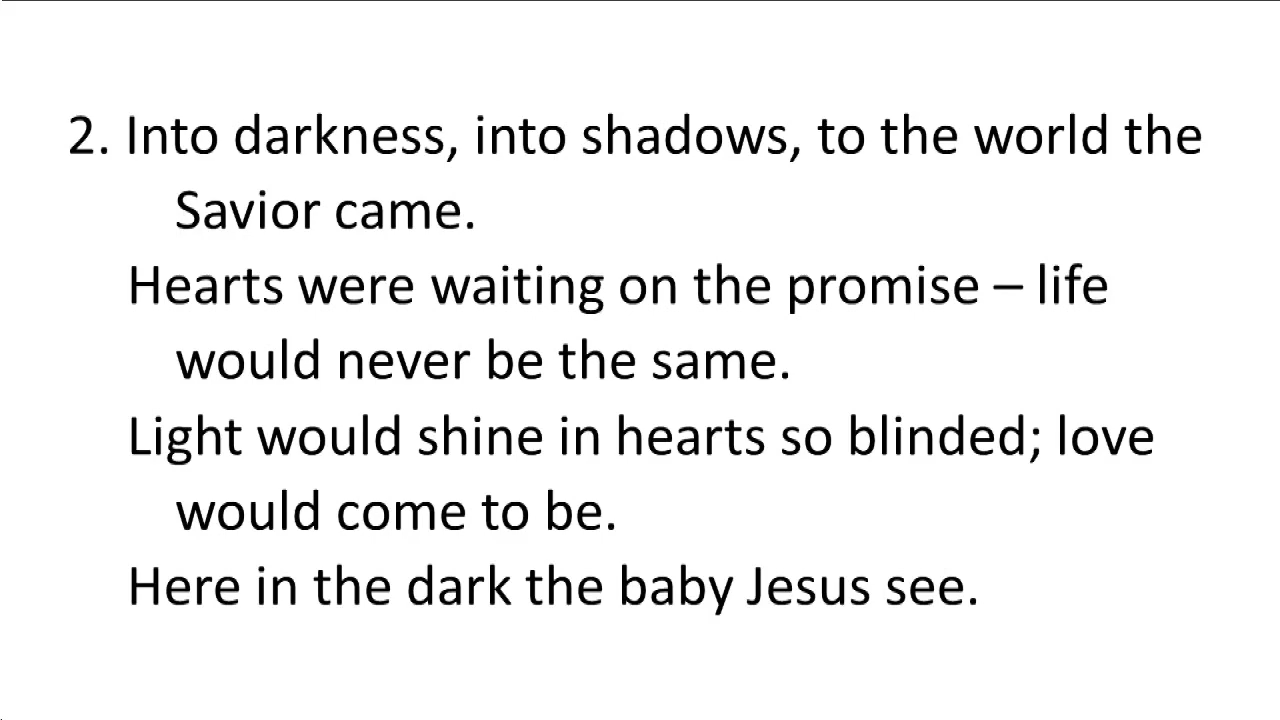 2. Into darkness, into shadows, to the world the
Savior came.
Hearts were waiting on the promise – life
would never be the same.
Light would shine in hearts so blinded; love
would come to be.
Here in the dark the baby Jesus see.